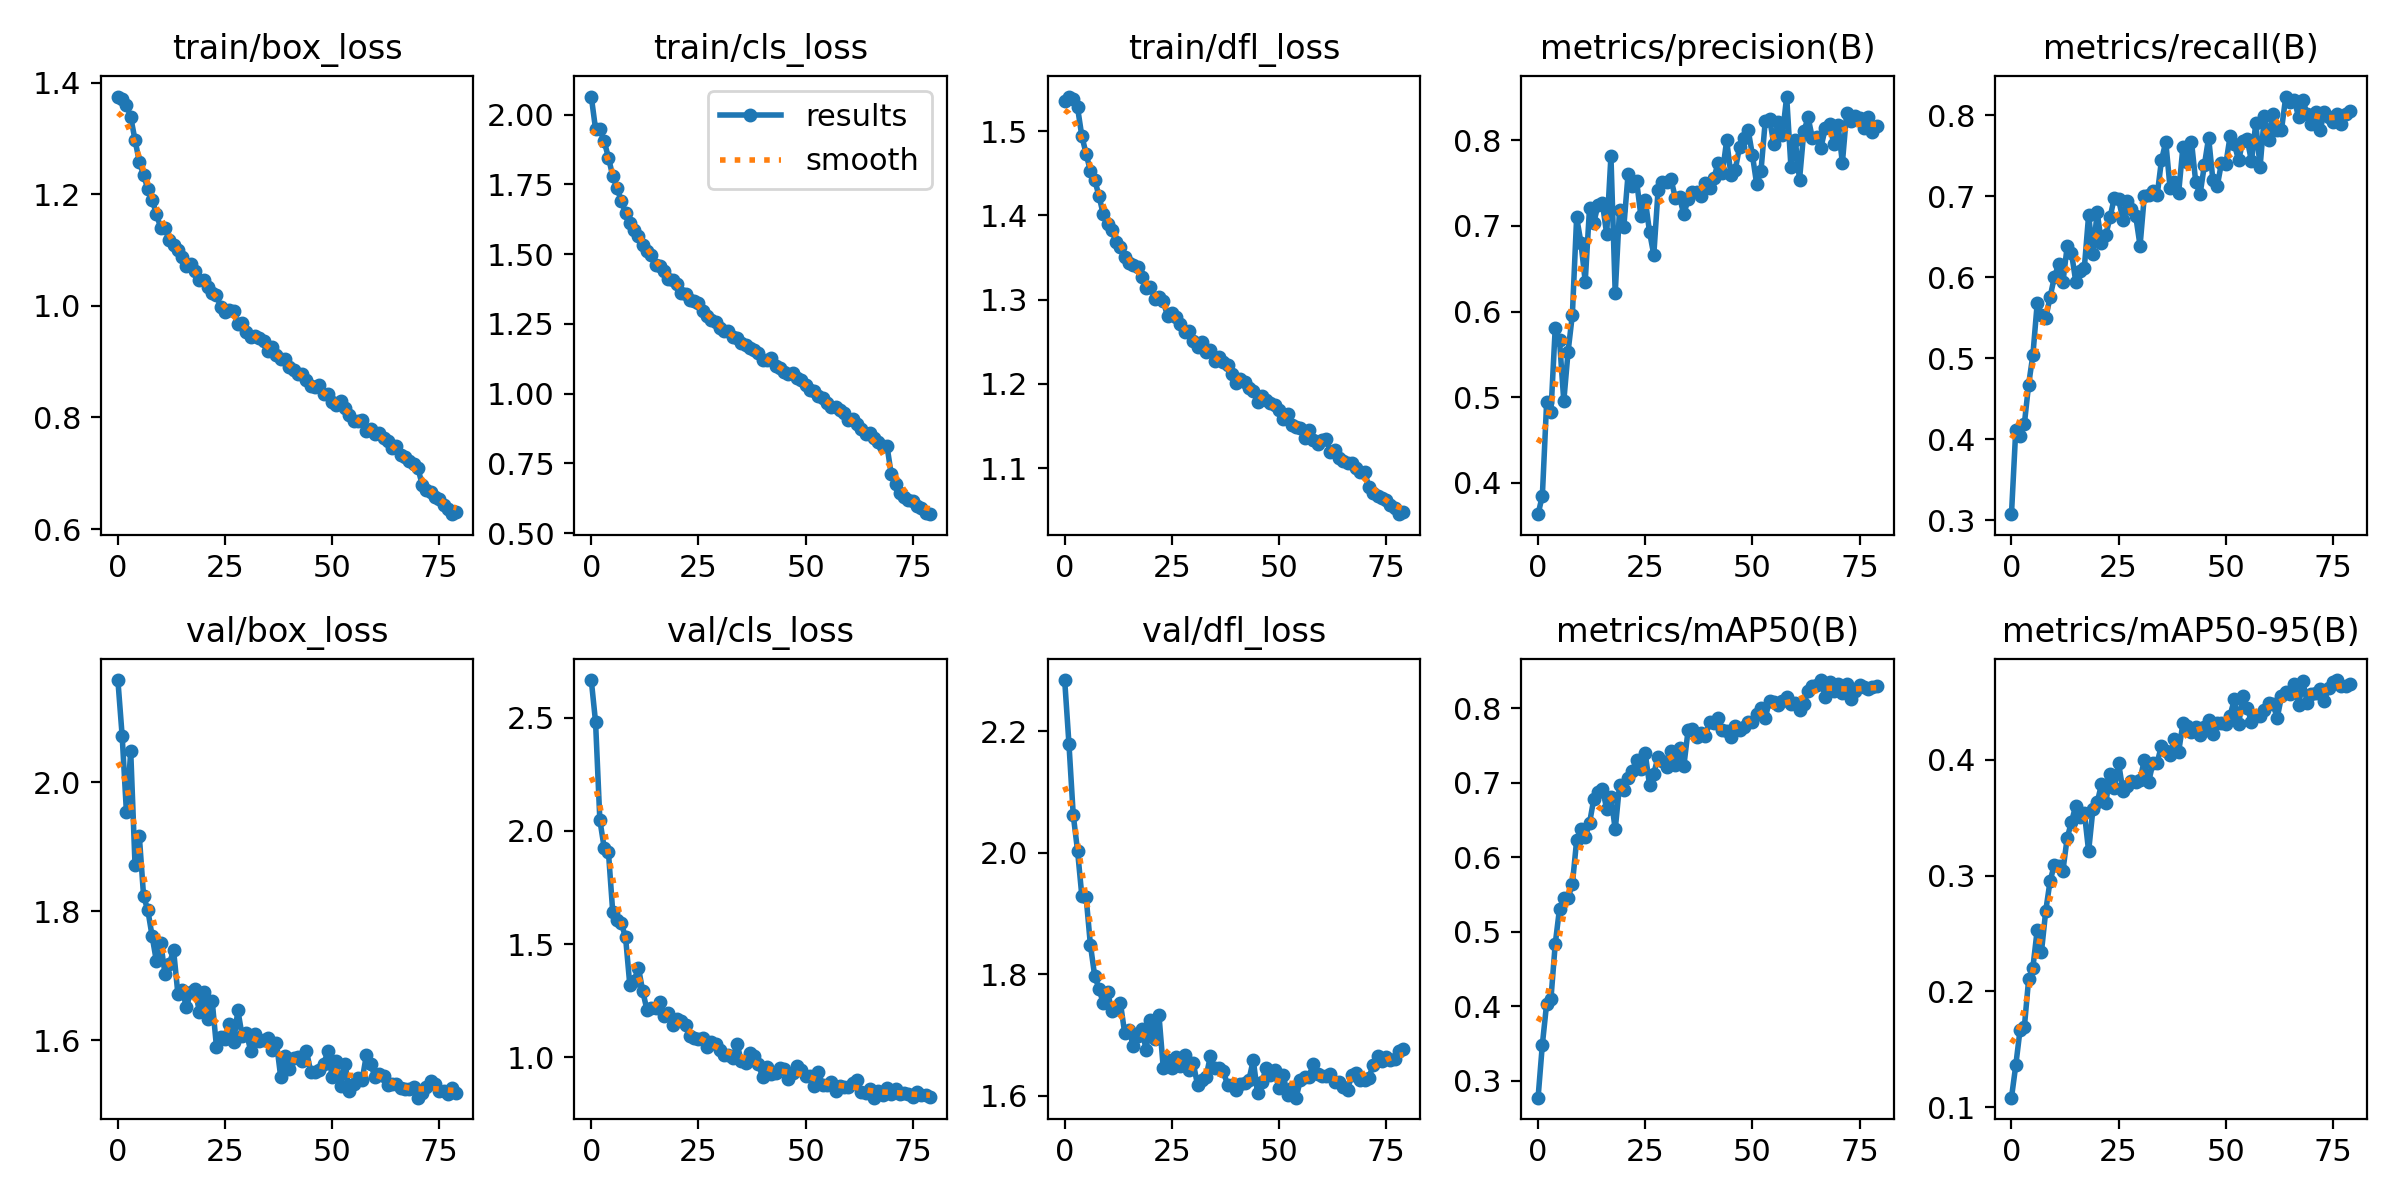 train/box_loss
1.4
1.2
1.0
0.8
0.6
0 25 50 75
train/cls_loss
results
smooth
2.00
1.75
1.50
1.25
1.00
0.75
0.50
0 25 50 75
train/dfl_loss
1.5
1.4
1.3
1.2
1.1
0 25 50 75
metrics/precision(B)
0.8
0.7
0.6
0.5
0.4
0 25 50 75
metrics/recall(B)
0.8
0.7
0.6
0.5
0.4
0.3
0 25 50 75
val/box_loss
2.0
1.8
1.6
0 25 50 75
val/cls_loss
2.5
2.0
1.5
1.0
0 25 50 75
val/dfl_loss
2.2
2.0
1.8
1.6
0 25 50 75
metrics/mAP50(B)
0.8
0.7
0.6
0.5
0.4
0.3
0 25 50 75
metrics/mAP50-95(B)
0.4
0.3
0.2
0.1
0 25 50 75